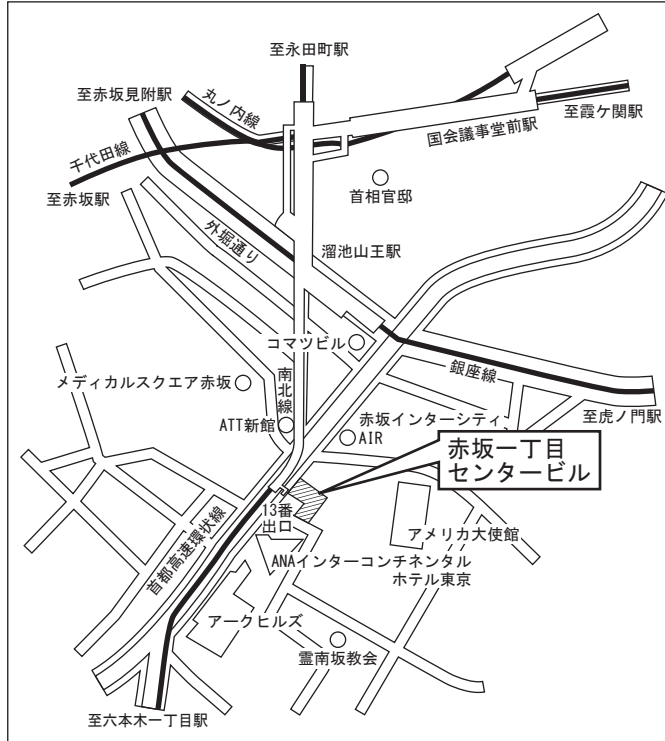 至永田町駅
至赤坂見附駅
丸ノ内線
至霞ケ関駅
国会議事堂前駅
千代田線
至赤坂駅
首相官邸
外堀通り
溜池山王駅
コマツビル
銀座線
メディカルスクエア赤坂
南北線
至虎ノ門駅
ATT新館
赤坂インターシティ
AIR
赤坂一丁目
センタービル
13番
出口
首都高速環状線
アメリカ大使館
ANAインターコンチネンタル
ホテル東京
アークヒルズ
霊南坂教会
至六本木一丁目駅